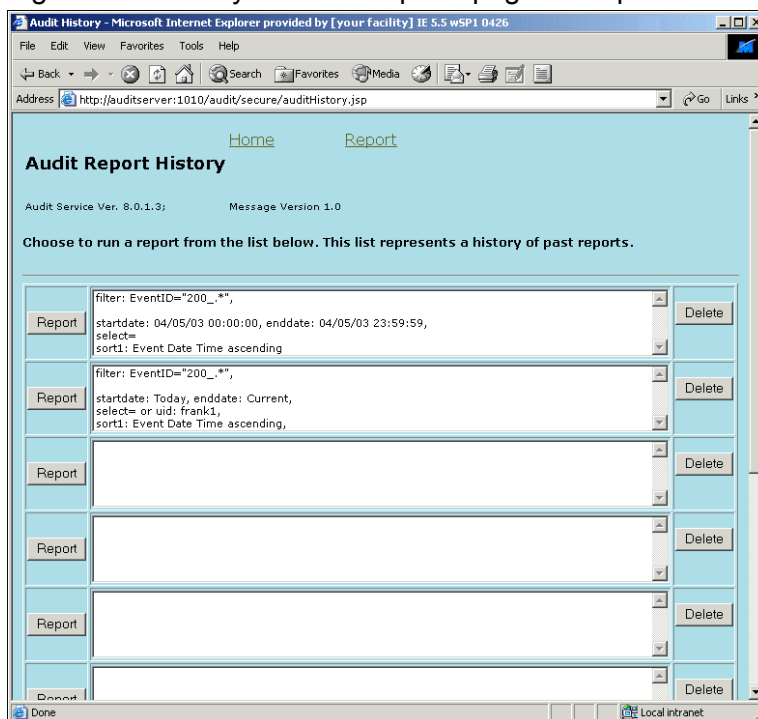 Audit History - Microsoft Internet Explorer provided by [your facility] IE 5.5 wSP1 0426
File Edit View Favorites Tools Help
Back Search Favorites Media
Address http://auditserver:1010/audit/secure/auditHistory.jsp Go Links »
Home Report
Audit Report History
Audit Service Ver. 8.0.1.3; Message Version 1.0
Choose to run a report from the list below. This list represents a history of past reports.
Report
filter: EventID="200_.*",
startdate: 04/05/03 00:00:00, enddate: 04/05/03 23:59:59,
select=
sort1: Event Date Time ascending
Delete
Report
filter: EventID="200_.*",
startdate: Today, enddate: Current,
select= or uid: frank1,
sort1: Event Date Time ascending,
Delete
Report Delete
Report Delete
Report Delete
Report Delete
Done Local intranet